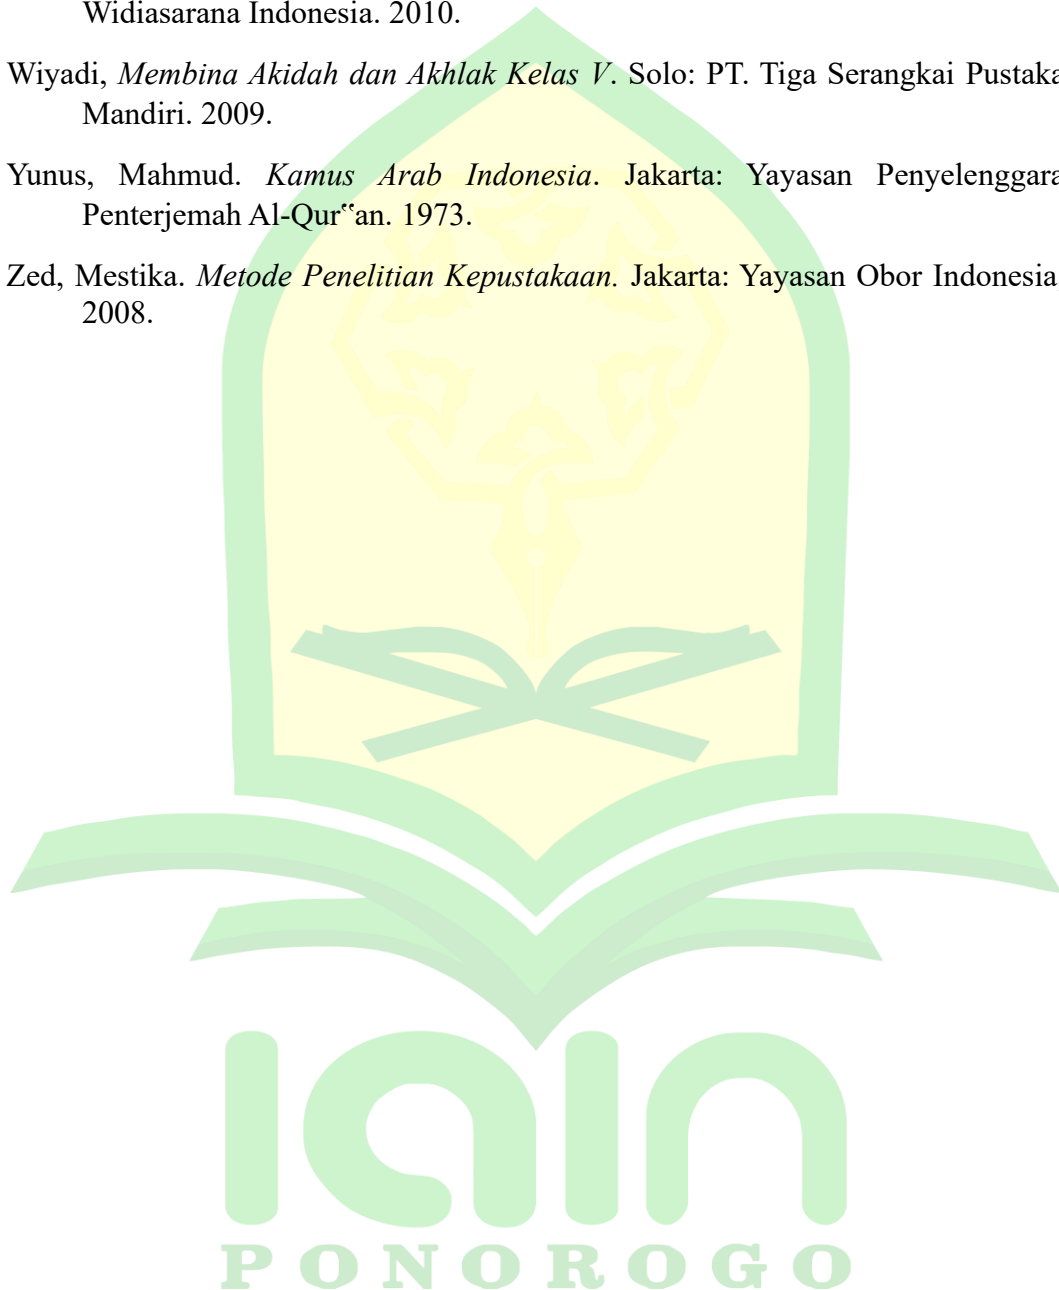 Widiasarana Indonesia. 2010.
Wiyadi, Membina Akidah dan Akhlak Kelas V. Solo: PT. Tiga Serangkai Pustaka
Mandiri. 2009.
Yunus, Mahmud. Kamus Arab Indonesia. Jakarta: Yayasan Penyelenggara
Penterjemah Al-Qur‟an. 1973.
Zed, Mestika. Metode Penelitian Kepustakaan. Jakarta: Yayasan Obor Indonesia.
2008.
iain
PONOROGO